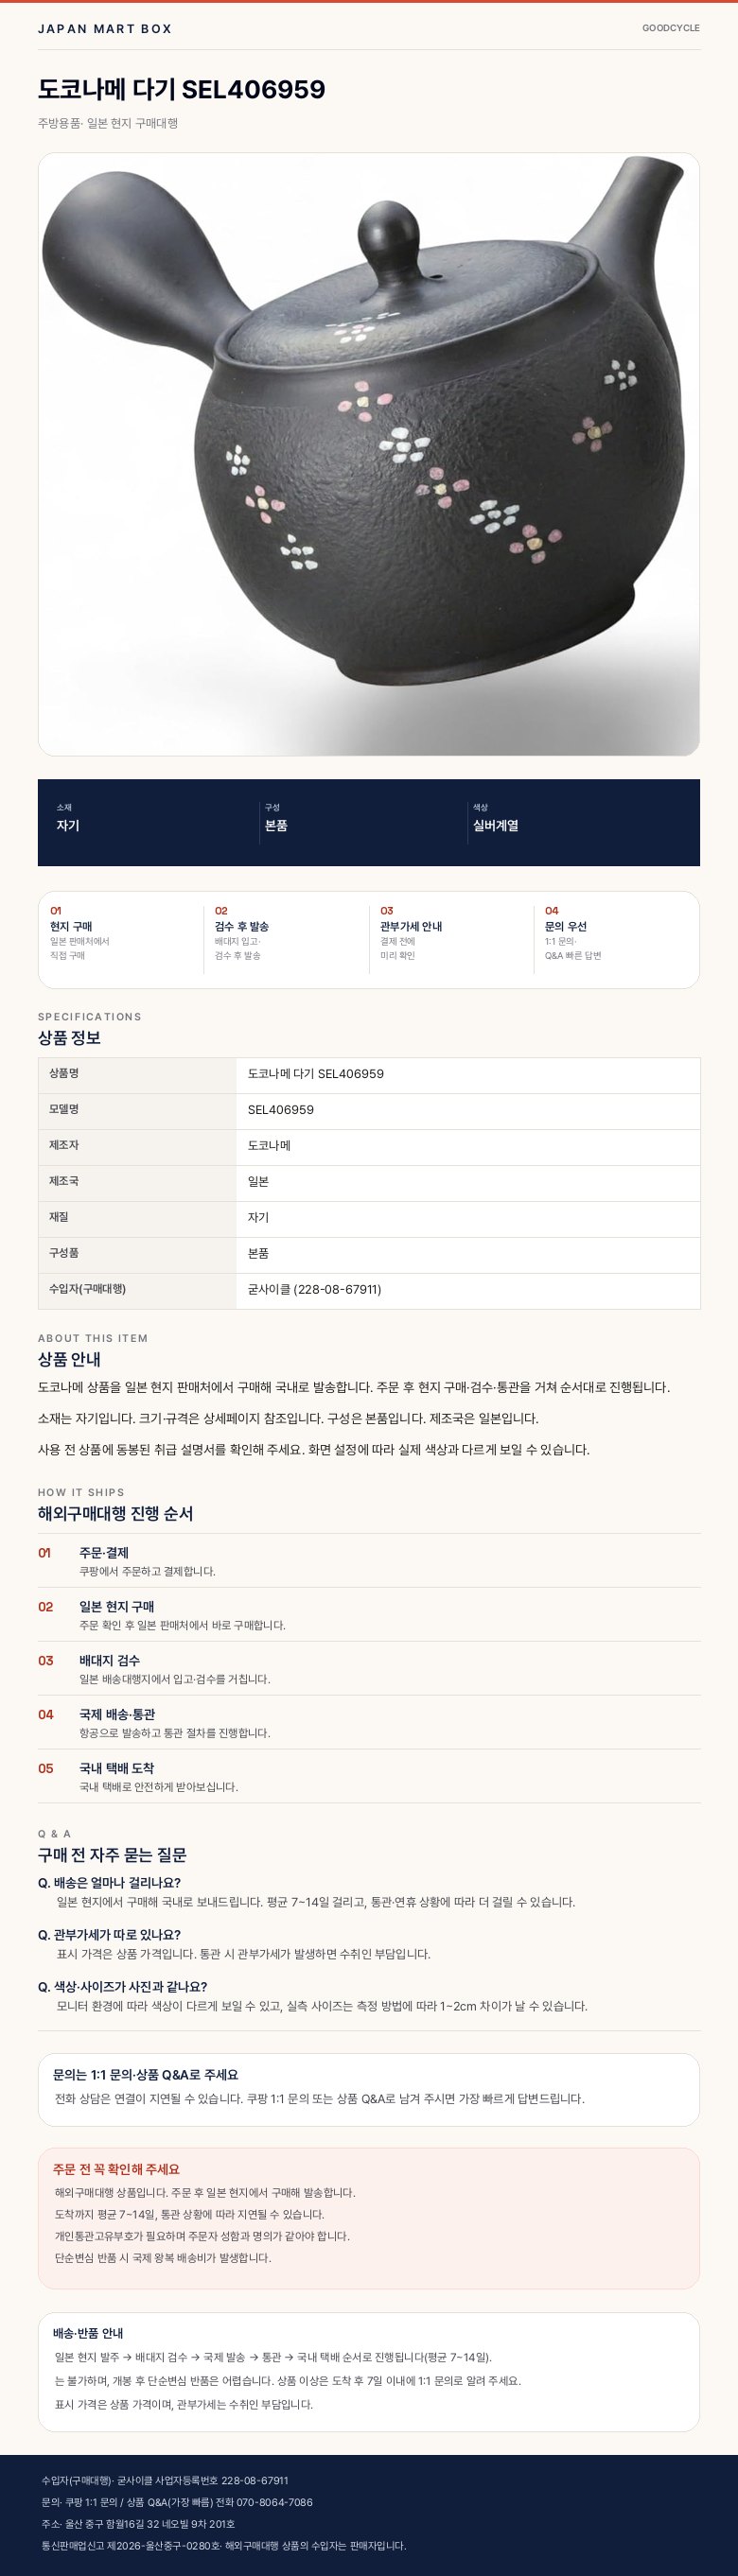 JAPAN MART BOX
GOODCYCLE
도코나메 다기 SEL406959
주방용품· 일본 현지 구매대행
소재
자기
구성
본품
색상
실버계열
01
현지 구매
일본 판매처에서
직접 구매
02
검수 후 발송
배대지 입고·
검수 후 발송
03
관부가세 안내
결제 전에
미리 확인
04
문의 우선
1:1 문의·
Q&A 빠른 답변
SPECIFICATIONS
상품 정보
상품명 도코나메 다기 SEL406959
모델명 SEL406959
제조자 도코나메
제조국 일본
재질 자기
구성품 본품
수입자(구매대행) 굳사이클 (228-08-67911)
ABOUT THIS ITEM
상품 안내
도코나메 상품을 일본 현지 판매처에서 구매해 국내로 발송합니다. 주문 후 현지 구매·검수·통관을 거쳐 순서대로 진행됩니다.
소재는 자기입니다. 크기·규격은 상세페이지 참조입니다. 구성은 본품입니다. 제조국은 일본입니다.
사용 전 상품에 동봉된 취급 설명서를 확인해 주세요. 화면 설정에 따라 실제 색상과 다르게 보일 수 있습니다.
HOW IT SHIPS
해외구매대행 진행 순서
01 주문·결제
쿠팡에서 주문하고 결제합니다.
02 일본 현지 구매
주문 확인 후 일본 판매처에서 바로 구매합니다.
03 배대지 검수
일본 배송대행지에서 입고·검수를 거칩니다.
04 국제 배송·통관
항공으로 발송하고 통관 절차를 진행합니다.
05 국내 택배 도착
국내 택배로 안전하게 받아보십니다.
Q & A
구매 전 자주 묻는 질문
Q. 배송은 얼마나 걸리나요?
일본 현지에서 구매해 국내로 보내드립니다. 평균 7~14일 걸리고, 통관·연휴 상황에 따라 더 걸릴 수 있습니다.
Q. 관부가세가 따로 있나요?
표시 가격은 상품 가격입니다. 통관 시 관부가세가 발생하면 수취인 부담입니다.
Q. 색상·사이즈가 사진과 같나요?
모니터 환경에 따라 색상이 다르게 보일 수 있고, 실측 사이즈는 측정 방법에 따라 1~2cm 차이가 날 수 있습니다.
문의는 1:1 문의·상품 Q&A로 주세요
전화 상담은 연결이 지연될 수 있습니다. 쿠팡 1:1 문의 또는 상품 Q&A로 남겨 주시면 가장 빠르게 답변드립니다.
주문 전 꼭 확인해 주세요
해외구매대행 상품입니다. 주문 후 일본 현지에서 구매해 발송합니다.
도착까지 평균 7~14일, 통관 상황에 따라 지연될 수 있습니다.
개인통관고유부호가 필요하며 주문자 성함과 명의가 같아야 합니다.
단순변심 반품 시 국제 왕복 배송비가 발생합니다.
배송·반품 안내
일본 현지 발주 → 배대지 검수 → 국제 발송 → 통관 → 국내 택배 순서로 진행됩니다(평균 7~14일).
는 불가하며, 개봉 후 단순변심 반품은 어렵습니다. 상품 이상은 도착 후 7일 이내에 1:1 문의로 알려 주세요.
표시 가격은 상품 가격이며, 관부가세는 수취인 부담입니다.
수입자(구매대행)· 굳사이클 사업자등록번호 228-08-67911
문의· 쿠팡 1:1 문의 / 상품 Q&A(가장 빠름) 전화 070-8064-7086
주소· 울산 중구 함월16길 32 네오빌 9차 201호
통신판매업신고 제2026-울산중구-0280호· 해외구매대행 상품의 수입자는 판매자입니다.